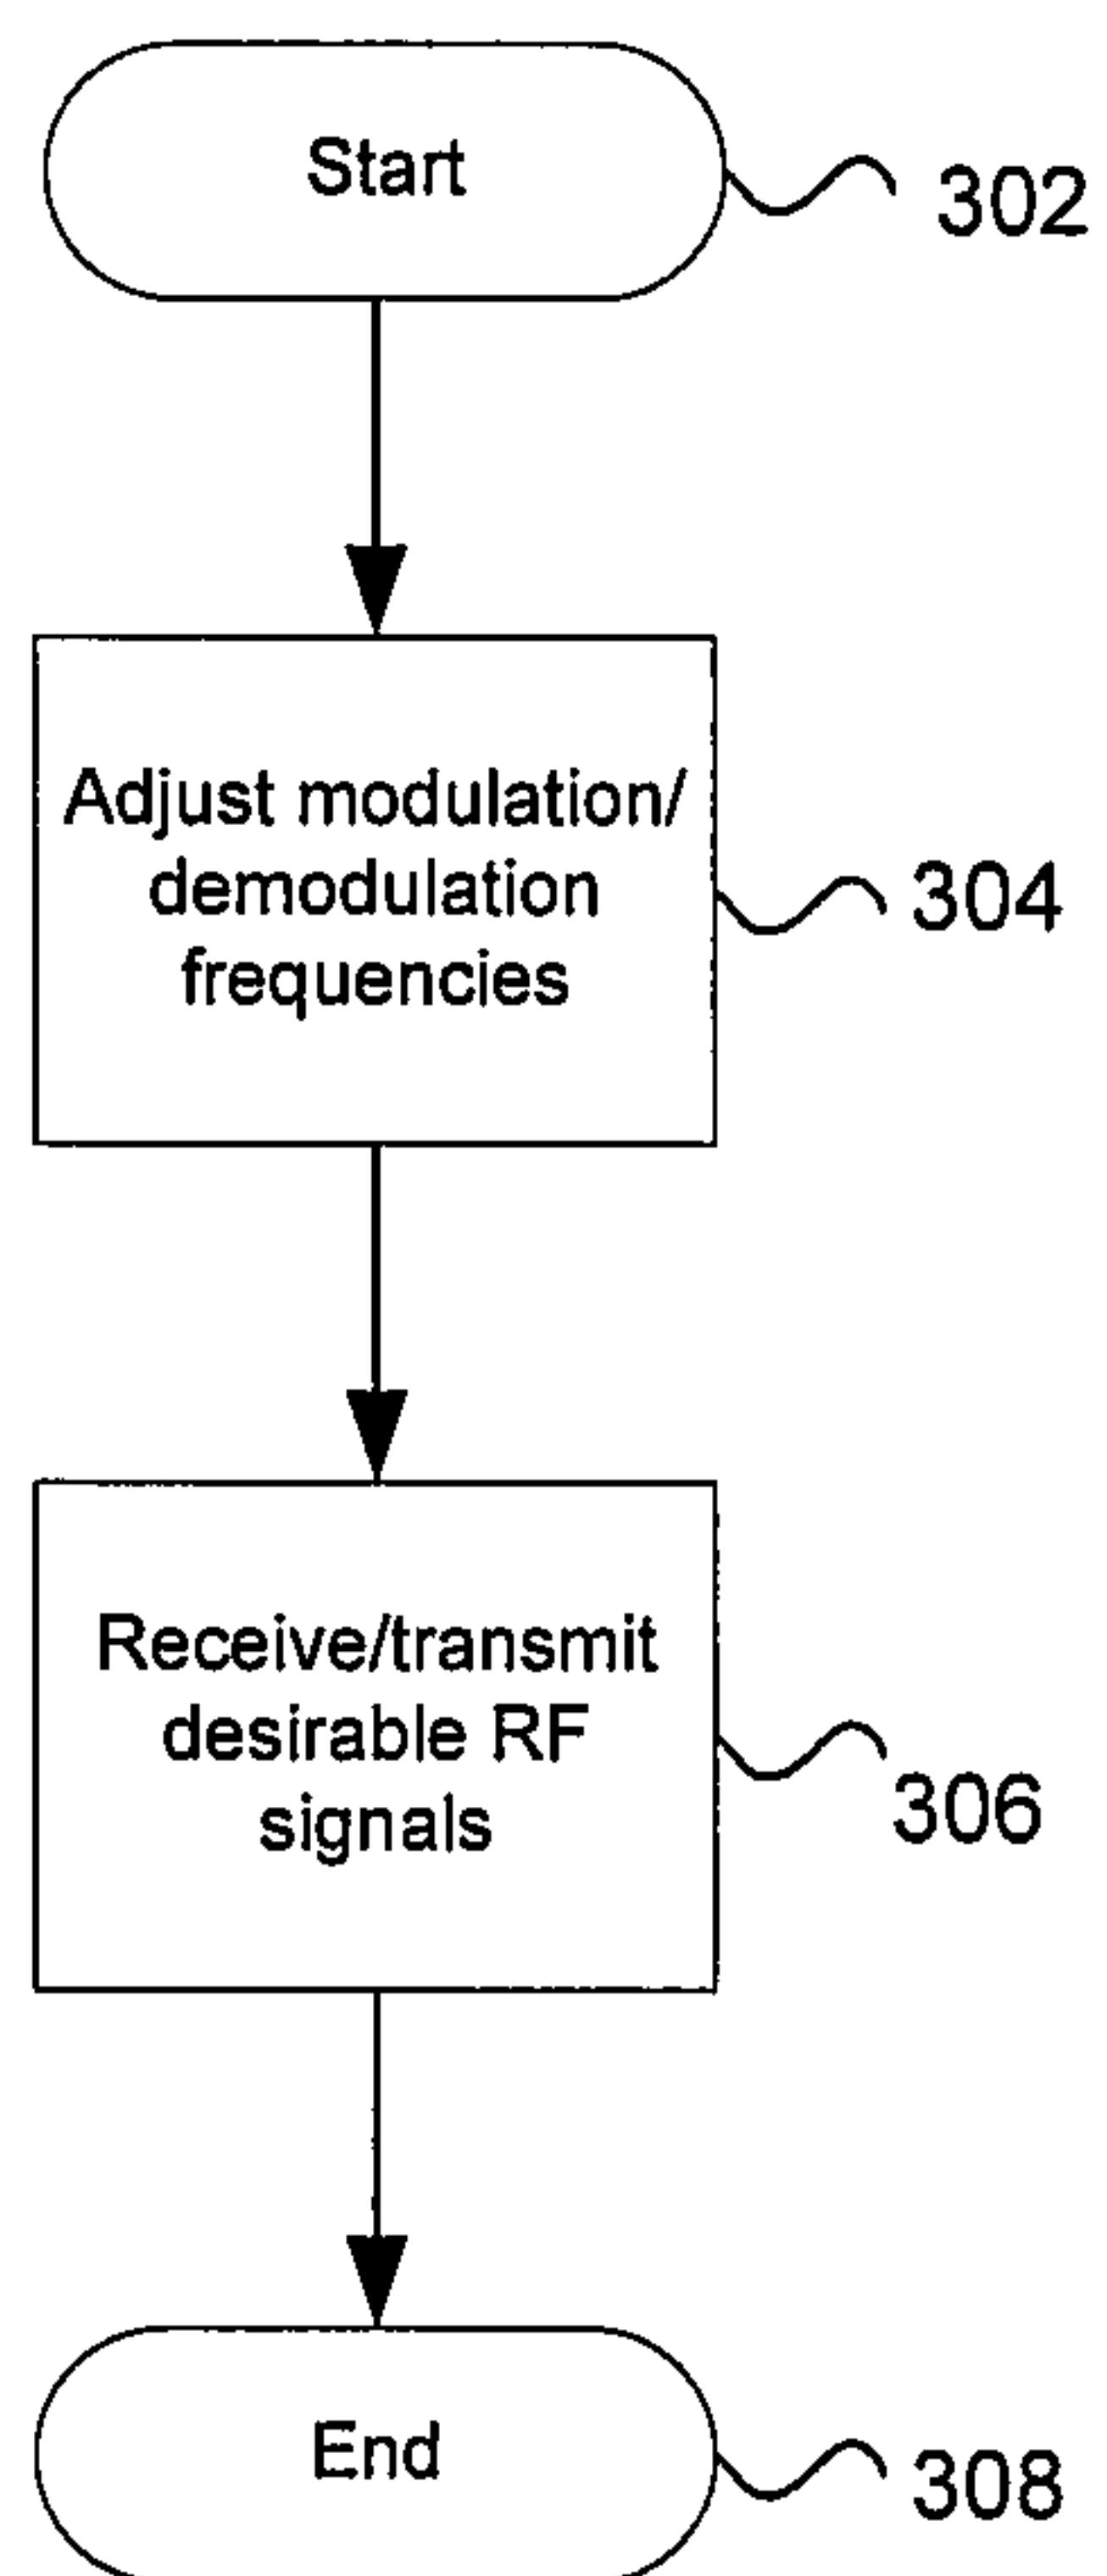 Start
302
Adjust modulation/
demodulation
frequencies
304
Receive/transmit
desirable RF
signals
306
End
308